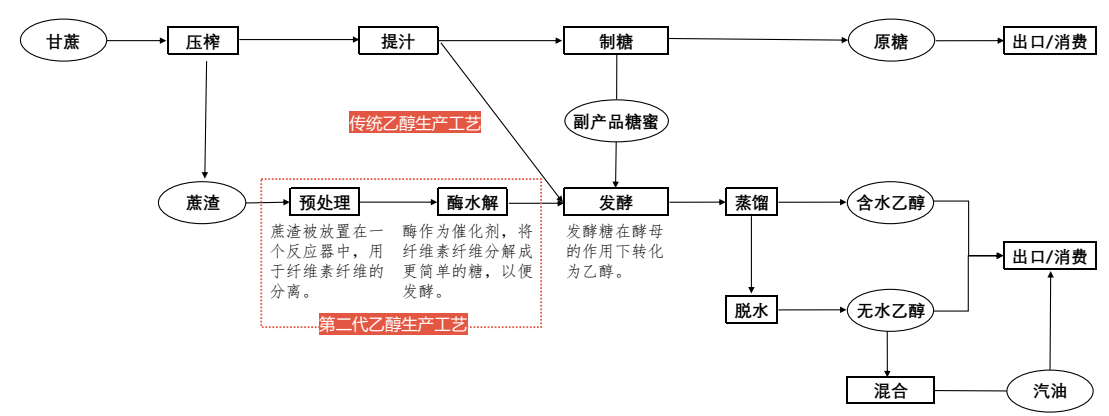 甘蔗
压榨
提汁
制糖
原糖
出口/消费
传统乙醇生产工艺
副产品糖蜜
蔗渣
预处理
酶水解
发酵
蒸馏
含水乙醇
蔗渣被放置在一
个反应器中，用
于纤维素纤维的
分离。
酶作为催化剂，将
纤维素纤维分解成
更简单的糖，以便
发酵。
发酵糖在酵母
的作用下转化
为乙醇。
出口/消费
脱水
无水乙醇
第二代乙醇生产工艺
混合
汽油